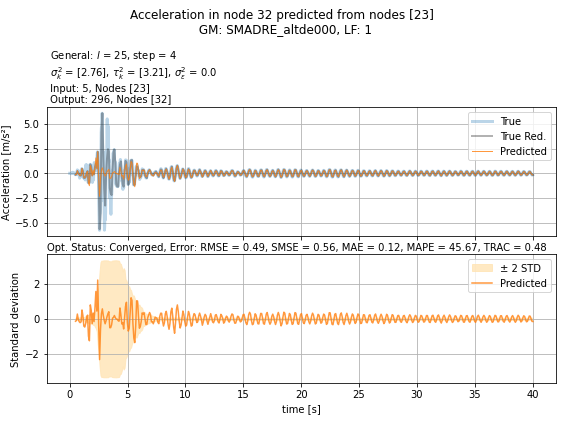 Acceleration in node 32 predicted from nodes [23]
GM: SMADRE_altde000, LF: 1
General: l = 25, step = 4
σ²ₖ = [2.76], τ²ₖ = [3.21], σ²ε = 0.0
Input: 5, Nodes [23]
Output: 296, Nodes [32]
Acceleration [m/s²]
5.0
2.5
0.0
−2.5
−5.0
True
True Red.
Predicted
Opt. Status: Converged, Error: RMSE = 0.49, SMSE = 0.56, MAE = 0.12, MAPE = 45.67, TRAC = 0.48
Standard deviation
2
0
−2
± 2 STD
Predicted
0 5 10 15 20 25 30 35 40
time [s]